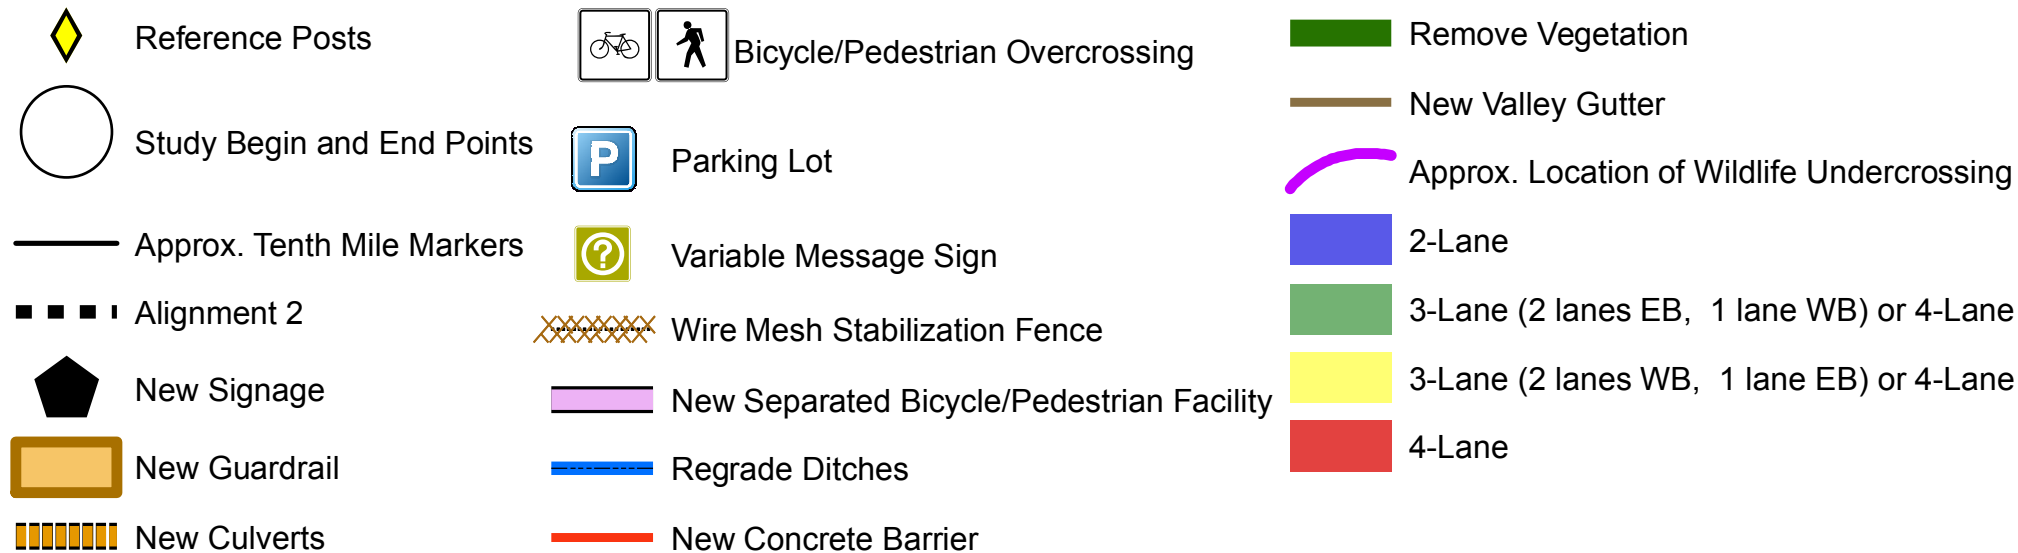 Reference Posts
Study Begin and End Points
Approx. Tenth Mile Markers
Alignment 2
New Signage
New Guardrail
New Culverts
Bicycle/Pedestrian Overcrossing
P
Parking Lot
?
Variable Message Sign
Wire Mesh Stabilization Fence
New Separated Bicycle/Pedestrian Facility
Regrade Ditches
New Concrete Barrier
Remove Vegetation
New Valley Gutter
Approx. Location of Wildlife Undercrossing
2-Lane
3-Lane (2 lanes EB, 1 lane WB) or 4-Lane
3-Lane (2 lanes WB, 1 lane EB) or 4-Lane
4-Lane